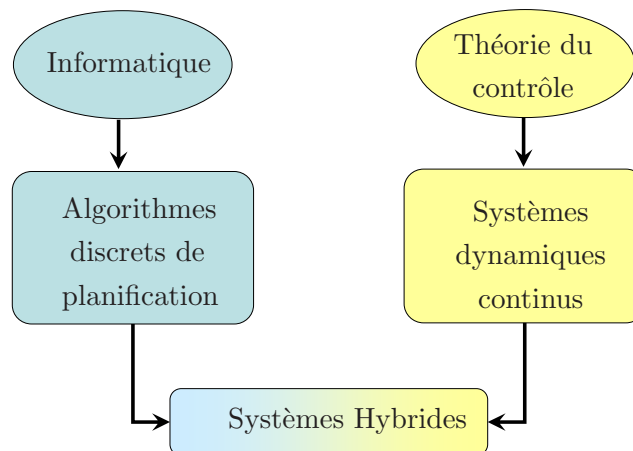 Informatique
Théorie du
contrôle
Algorithmes
discrets de
planification
Systèmes
dynamiques
continus
Systèmes Hybrides